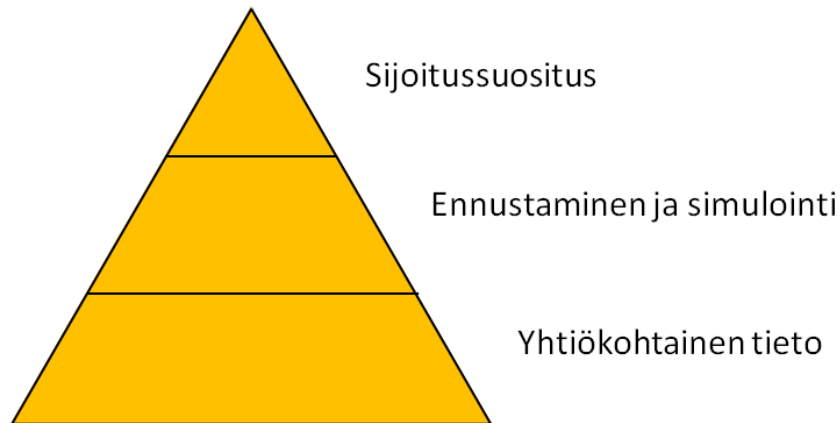 Sijoitussuositus
Ennustaminen ja simulointi
Yhtiökohtainen tieto